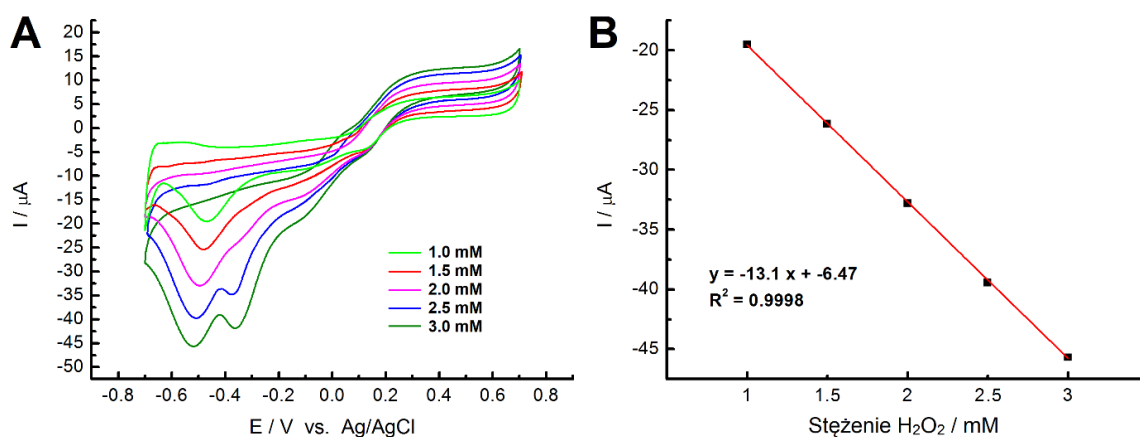 A
20
15
10
5
0
-5
-10
-15
-20
-25
-30
-35
-40
-45
-50
I / μA
1.0 mM
1.5 mM
2.0 mM
2.5 mM
3.0 mM
-0.8 -0.6 -0.4 -0.2 0.0 0.2 0.4 0.6 0.8
E / V vs. Ag/AgCl
B
-20
-25
-30
-35
-40
-45
I / μA
y = -13.1 x + -6.47
R² = 0.9998
1 1.5 2 2.5 3
Stężenie H₂O₂ / mM